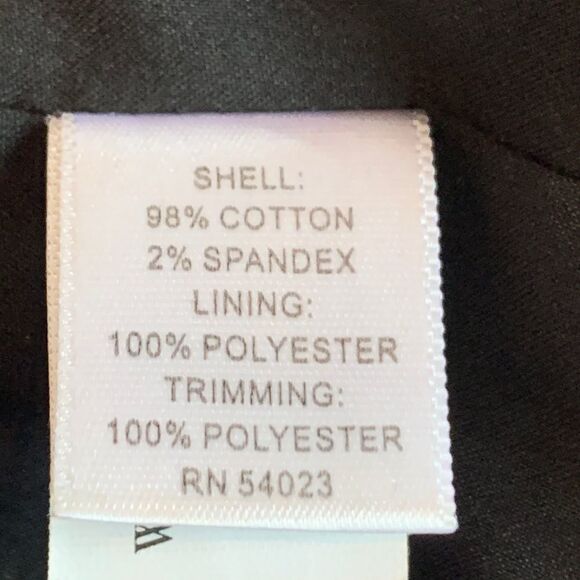 SHELL:
98% COTTON
2% SPANDEX
LINING:
100% POLYESTER
TRIMMING:
100% POLYESTER
RN 54023